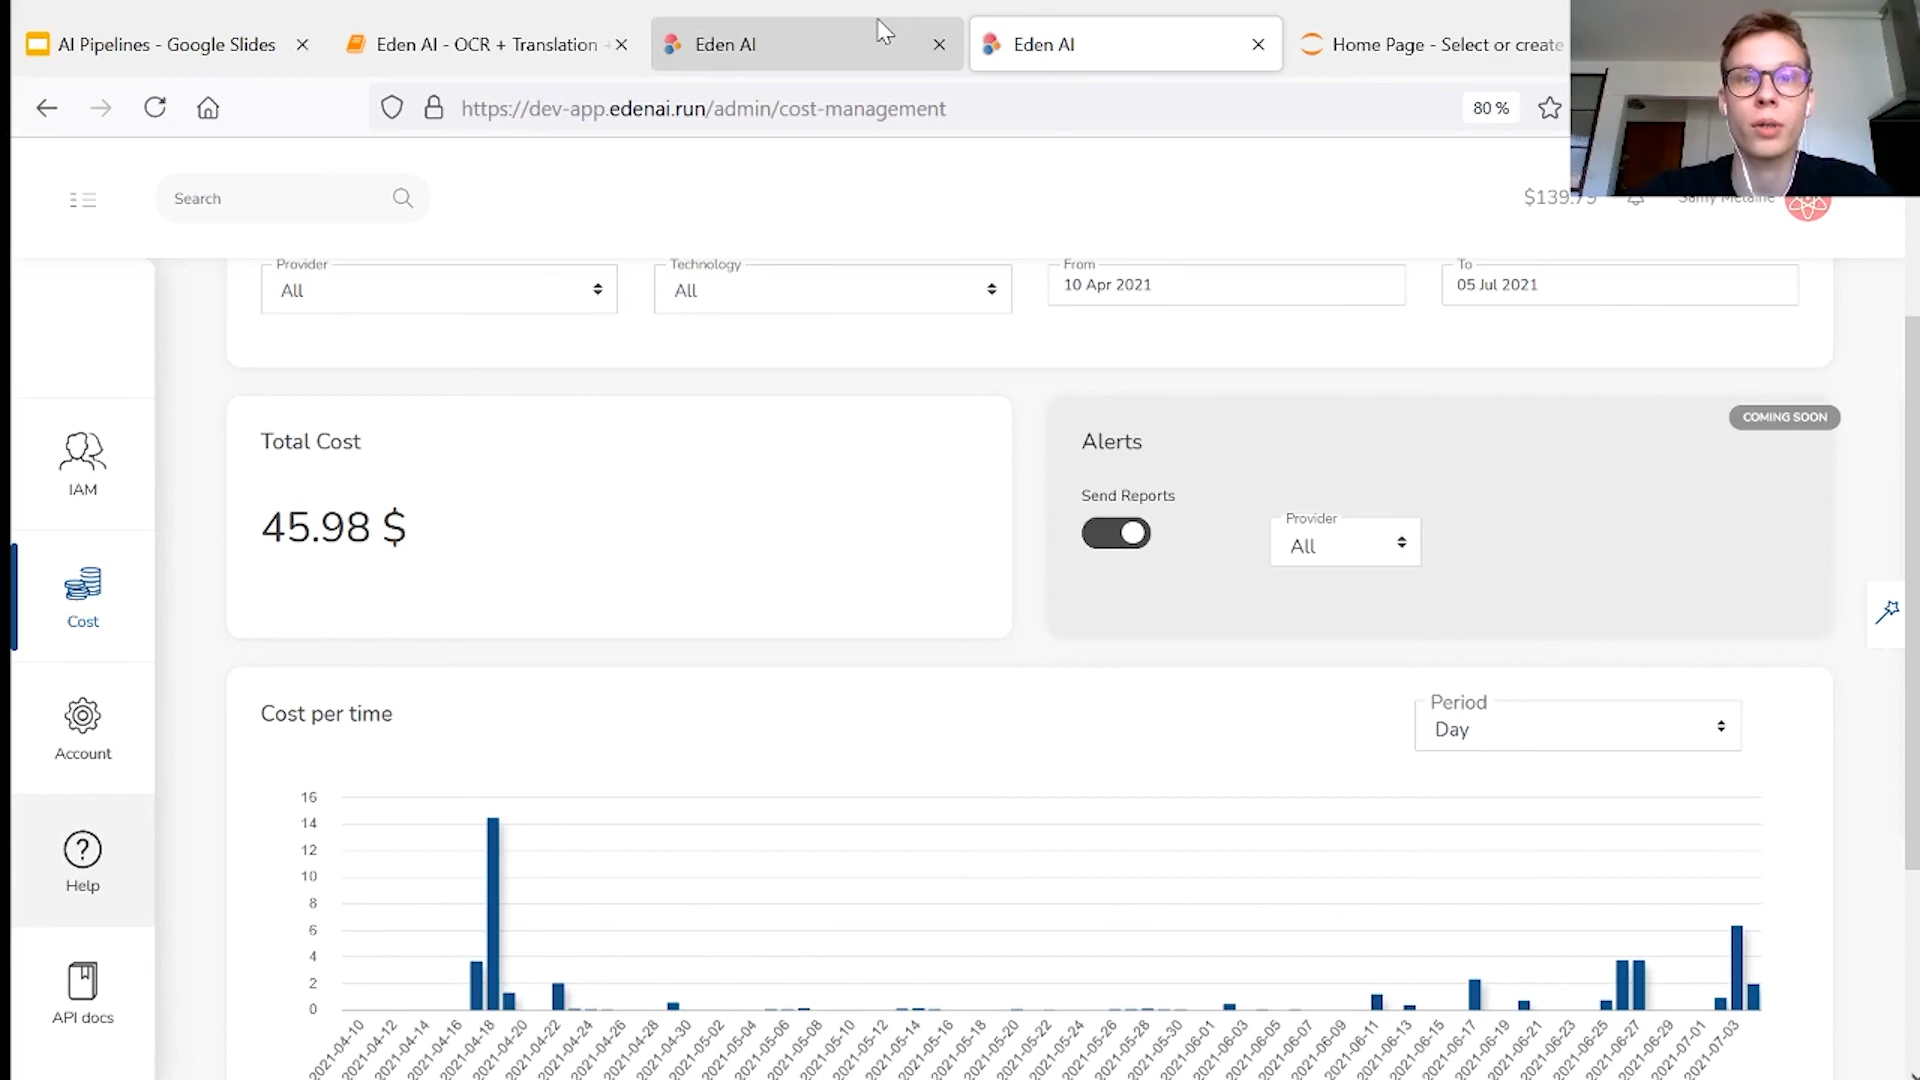 AI Pipelines - Google Slides
Eden AI - OCR + Translation
Eden AI
Eden AI
Home Page - Select or create
https://dev-app.edenai.run/admin/cost-management
80 %
Search
$139.79
Samy Melaine
Provider
All
Technology
All
From
10 Apr 2021
To
05 Jul 2021
IAM
Cost
Account
Help
API docs
Total Cost
45.98 $
COMING SOON
Alerts
Send Reports
Provider
All
Cost per time
Period
Day
16
14
12
10
8
6
4
2
0
2021-04-10
2021-04-12
2021-04-14
2021-04-16
2021-04-18
2021-04-20
2021-04-22
2021-04-24
2021-04-26
2021-04-28
2021-04-30
2021-05-02
2021-05-04
2021-05-06
2021-05-08
2021-05-10
2021-05-12
2021-05-14
2021-05-16
2021-05-18
2021-05-20
2021-05-22
2021-05-24
2021-05-26
2021-05-28
2021-05-30
2021-06-01
2021-06-03
2021-06-05
2021-06-07
2021-06-09
2021-06-11
2021-06-13
2021-06-15
2021-06-17
2021-06-19
2021-06-21
2021-06-23
2021-06-25
2021-06-27
2021-06-29
2021-07-01
2021-07-03